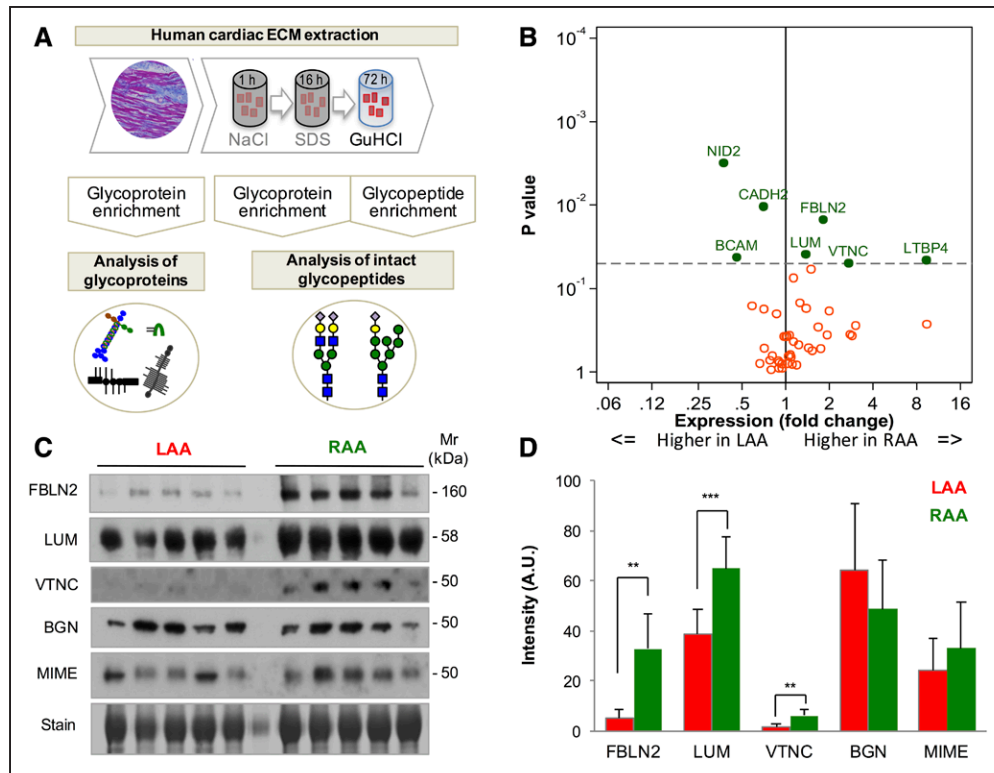 A
Human cardiac ECM extraction
1 h
16 h
72 h
NaCl
SDS
GuHCl
Glycoprotein
enrichment
Glycoprotein
enrichment
Glycopeptide
enrichment
Analysis of
glycoproteins
Analysis of intact
glycopeptides
B
P value
10⁻⁴
10⁻³
10⁻²
10⁻¹
1
NID2
CADH2
FBLN2
BCAM
LUM
VTNC
LTBP4
.06 .12 .25 .5 1 2 4 8 16
Expression (fold change)
<= Higher in LAA Higher in RAA =>
C
LAA
RAA
Mr
(kDa)
FBLN2 - 160
LUM - 58
VTNC - 50
BGN - 50
MIME - 50
Stain
D
LAA
RAA
Intensity (A.U.)
100
80
60
40
20
0
**
***
**
FBLN2 LUM VTNC BGN MIME